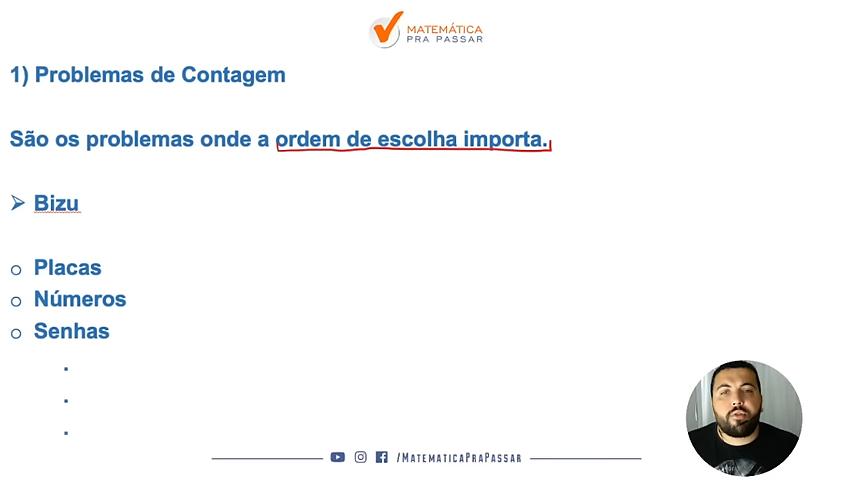 MATEMÁTICA
PRA PASSAR
1) Problemas de Contagem
São os problemas onde a ordem de escolha importa.
Bizu
Placas
Números
Senhas
/MatematicaPraPassar